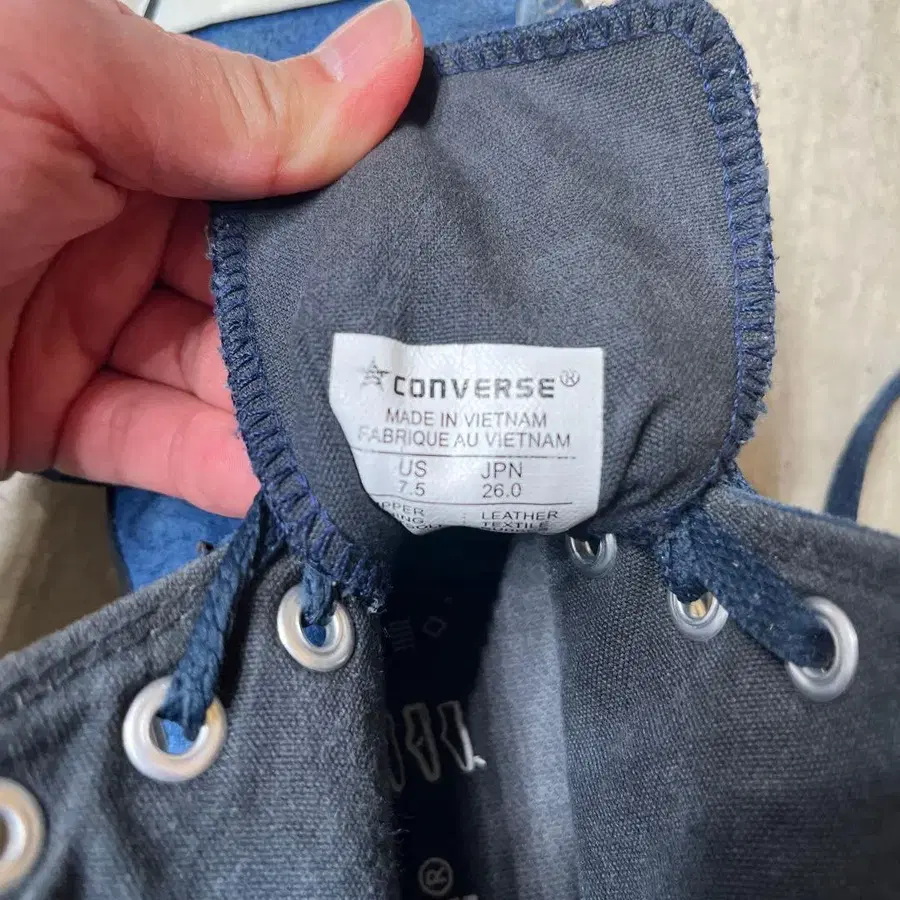 CONVERSE®
MADE IN VIETNAM
FABRIQUE AU VIETNAM
US JPN
7.5 26.0
LEATHER
TEXTILE
®